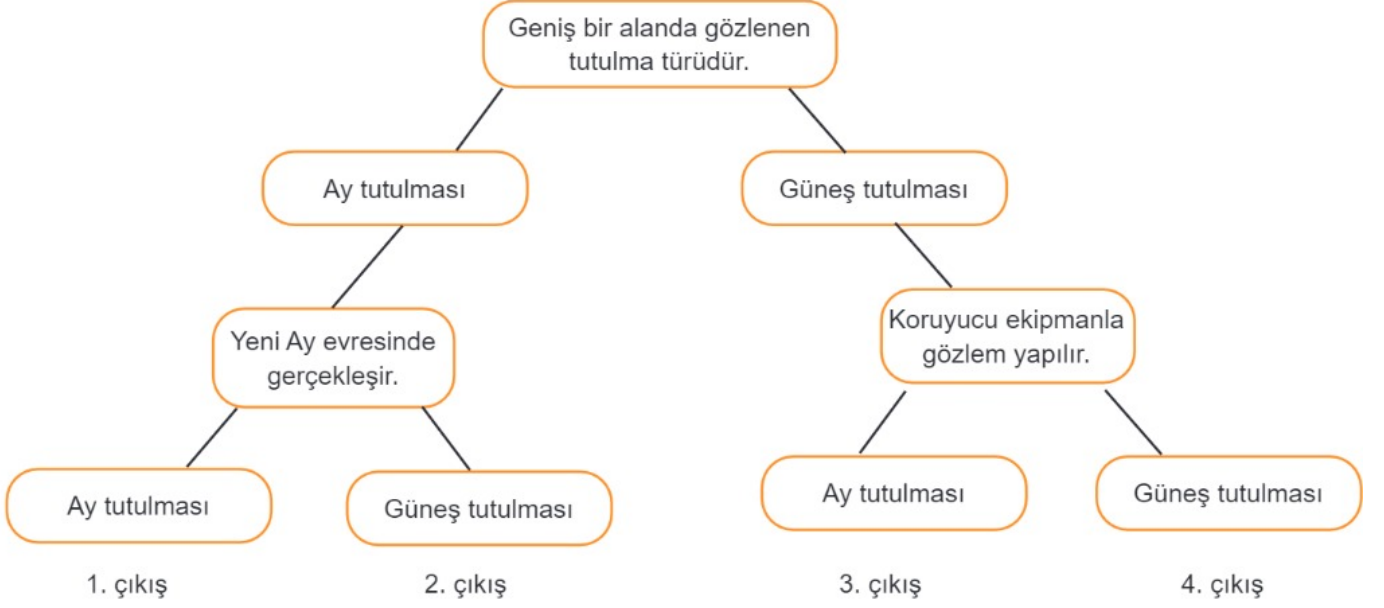 Geniş bir alanda gözlenen
tutulma türüdür.
Ay tutulması
Güneş tutulması
Yeni Ay evresinde
gerçekleşir.
Koruyucu ekipmanla
gözlem yapılır.
Ay tutulması
Güneş tutulması
Ay tutulması
Güneş tutulması
1. çıkış
2. çıkış
3. çıkış
4. çıkış